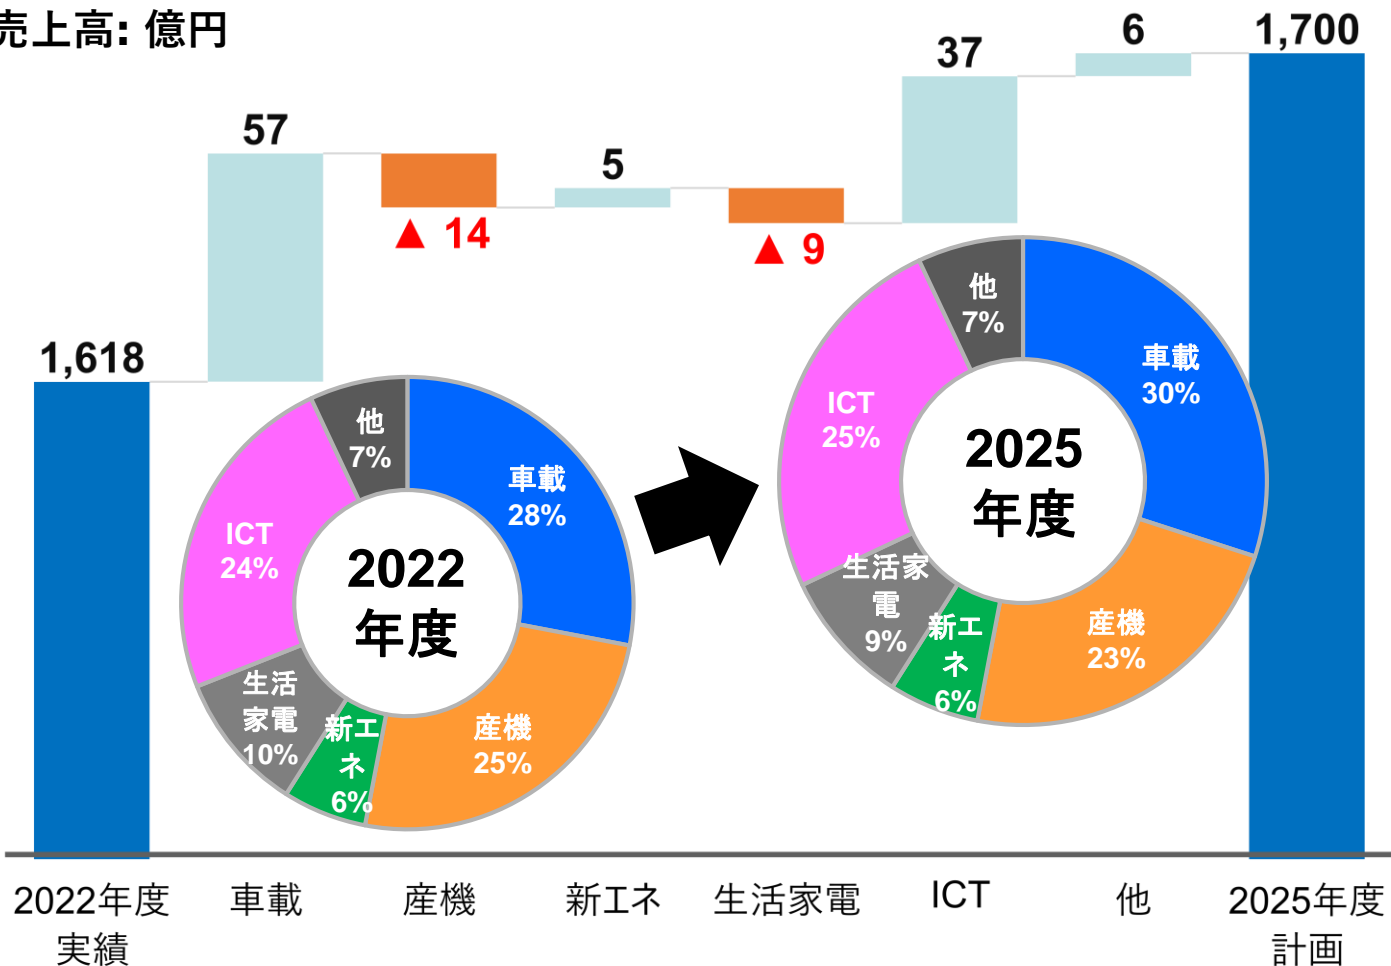 売上高: 億円
1,618
57
▲ 14
5
▲ 9
37
6
1,700
他
7%
車載
28%
ICT
24%
2022
年度
生活
家電
10%
新エ
ネ
6%
産機
25%
他
7%
車載
30%
ICT
25%
2025
年度
生活家
電
9%
新エ
ネ
6%
産機
23%
2022年度
実績
車載
産機
新エネ
生活家電
ICT
他
2025年度
計画